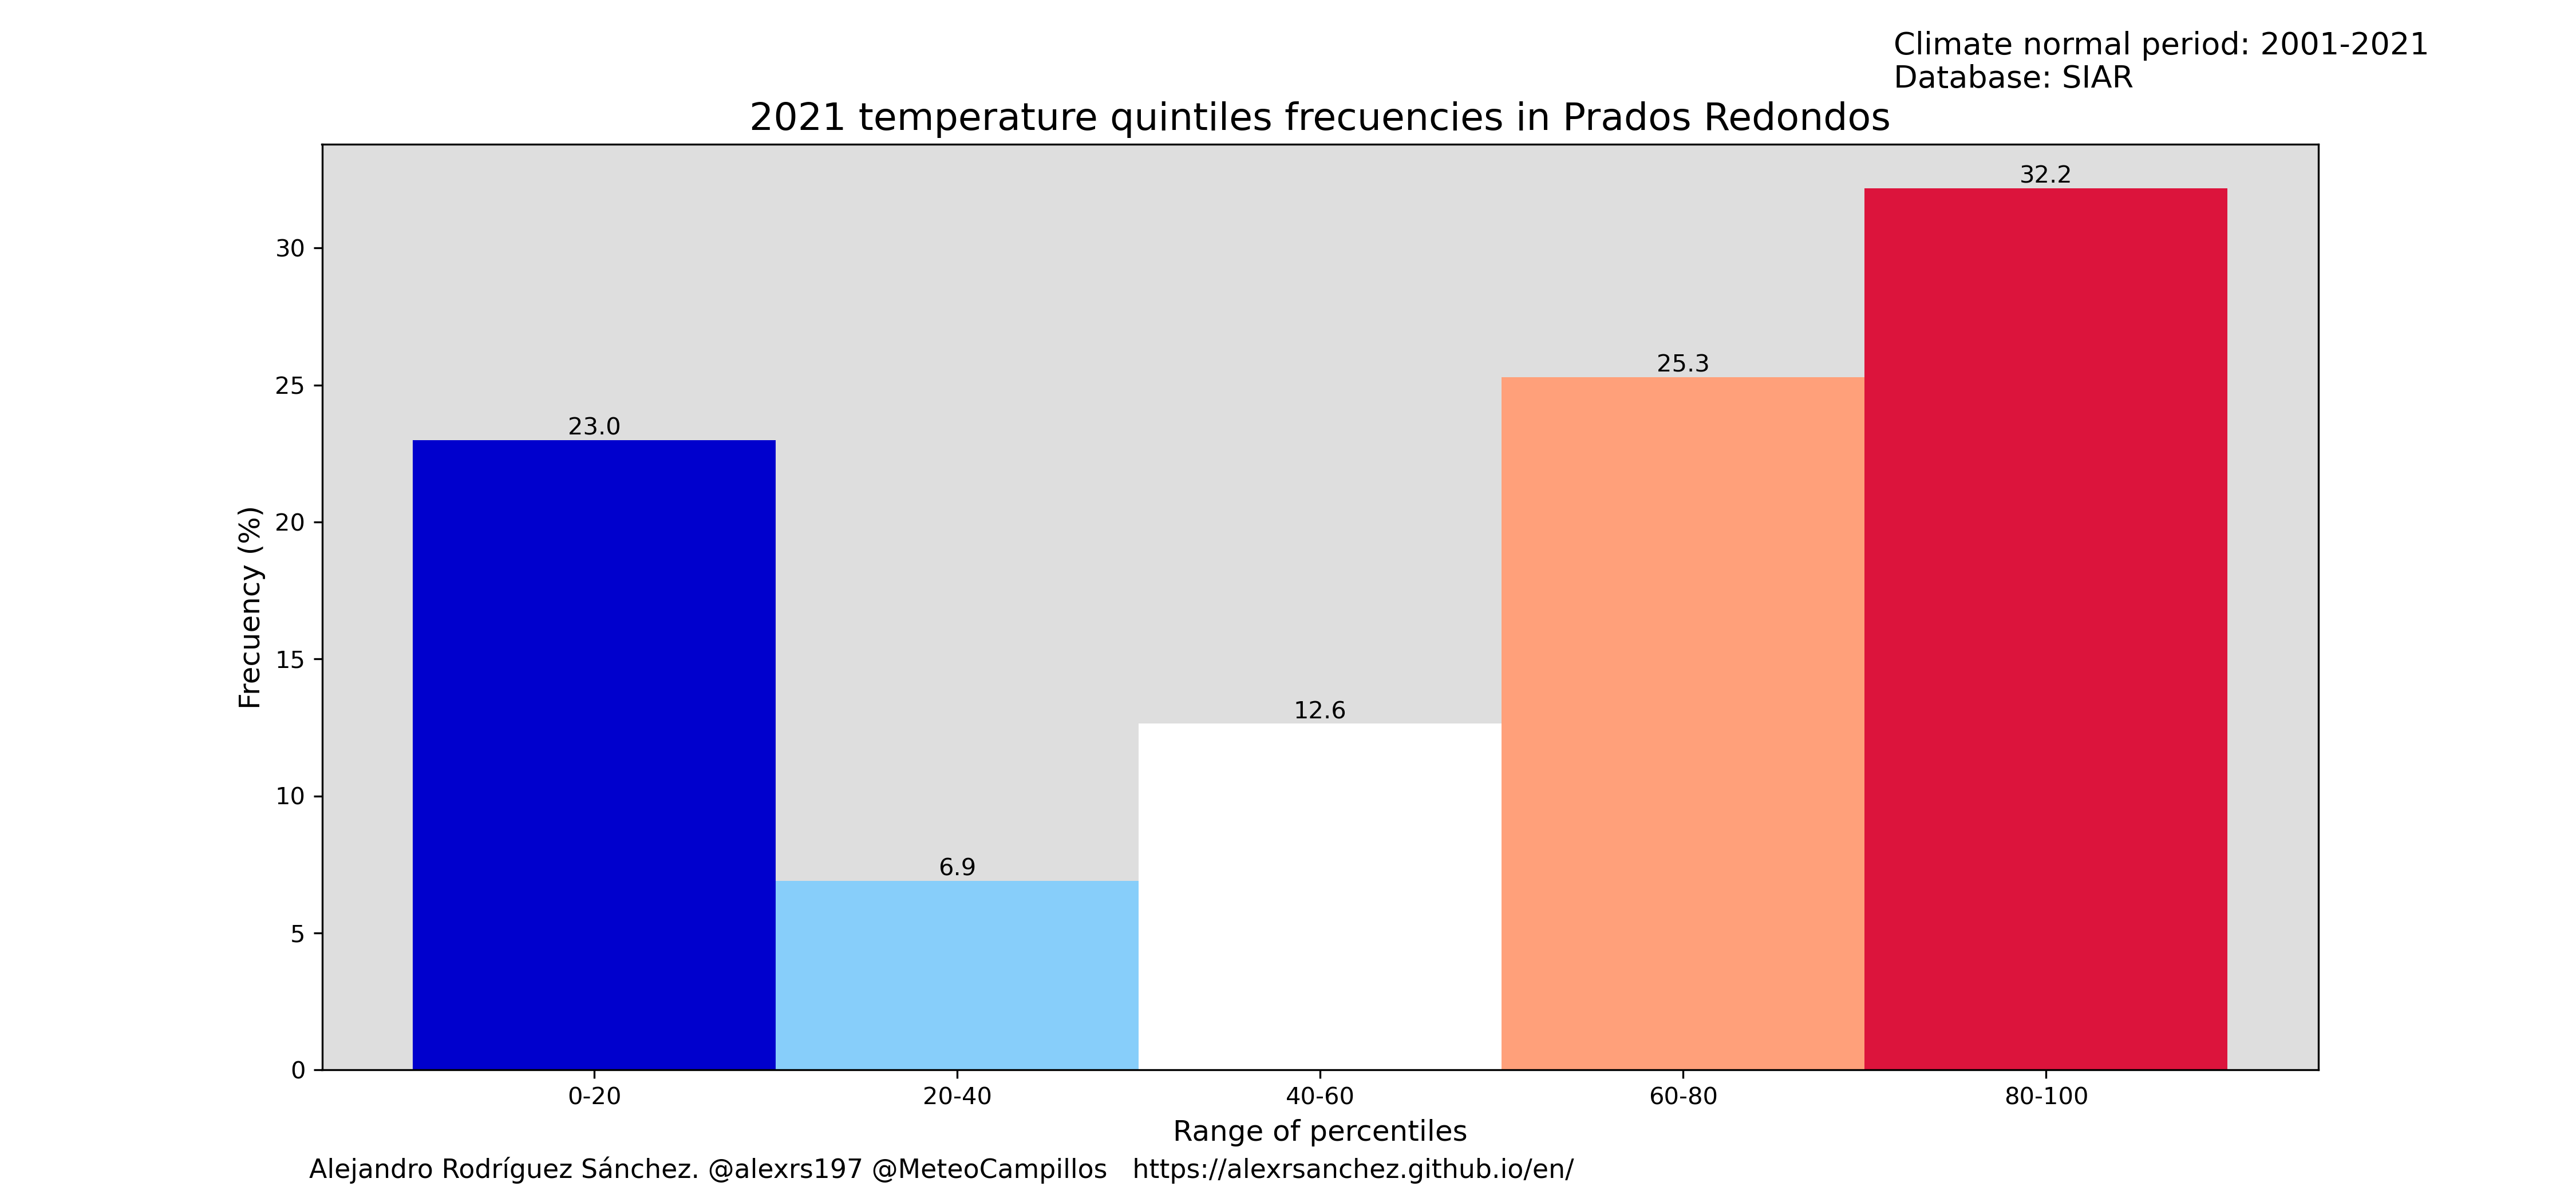 Climate normal period: 2001-2021
Database: SIAR
2021 temperature quintiles frecuencies in Prados Redondos
32.2
30
25.3
25
23.0
Frecuency (%)
20
15
12.6
10
6.9
5
0
0-20 20-40 40-60 60-80 80-100
Range of percentiles
Alejandro Rodríguez Sánchez. @alexrs197 @MeteoCampillos https://alexrsanchez.github.io/en/